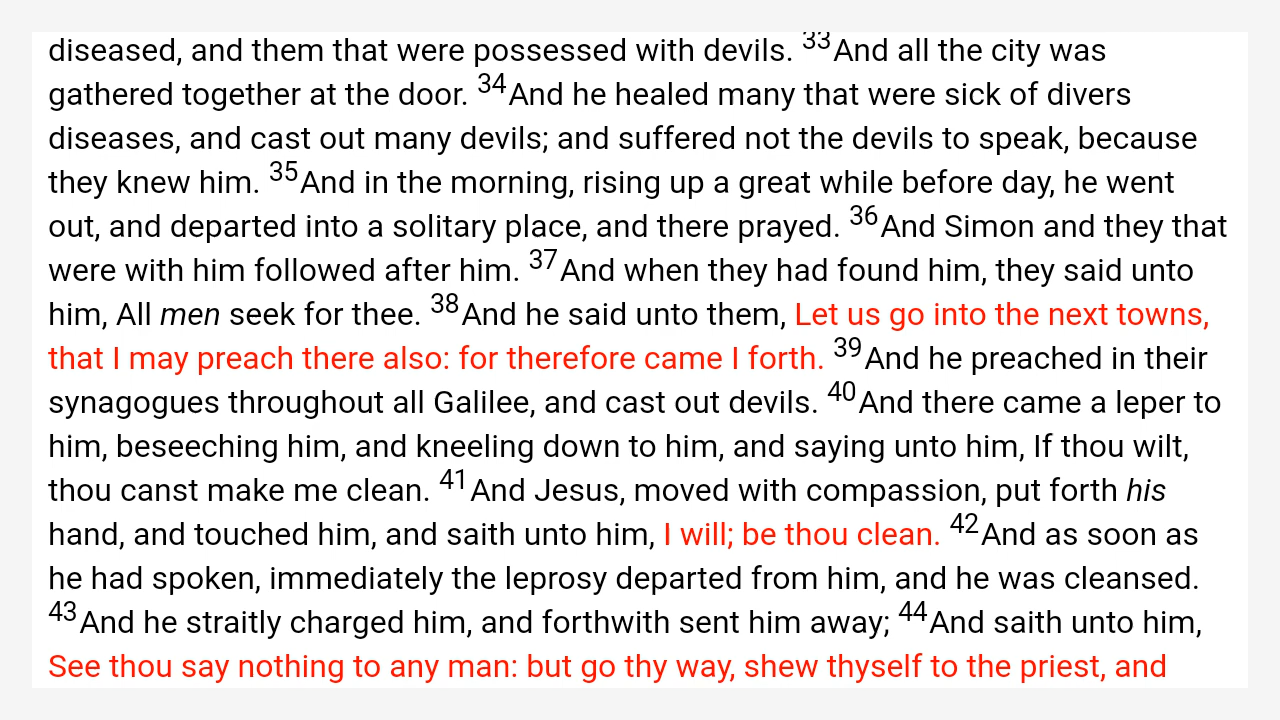 diseased, and them that were possessed with devils. 33And all the city was
gathered together at the door. 34And he healed many that were sick of divers
diseases, and cast out many devils; and suffered not the devils to speak, because
they knew him. 35And in the morning, rising up a great while before day, he went
out, and departed into a solitary place, and there prayed. 36And Simon and they that
were with him followed after him. 37And when they had found him, they said unto
him, All men seek for thee. 38And he said unto them, Let us go into the next towns,
that I may preach there also: for therefore came I forth. 39And he preached in their
synagogues throughout all Galilee, and cast out devils. 40And there came a leper to
him, beseeching him, and kneeling down to him, and saying unto him, If thou wilt,
thou canst make me clean. 41And Jesus, moved with compassion, put forth his
hand, and touched him, and saith unto him, I will; be thou clean. 42And as soon as
he had spoken, immediately the leprosy departed from him, and he was cleansed.
43And he straitly charged him, and forthwith sent him away; 44And saith unto him,
See thou say nothing to any man: but go thy way, shew thyself to the priest, and